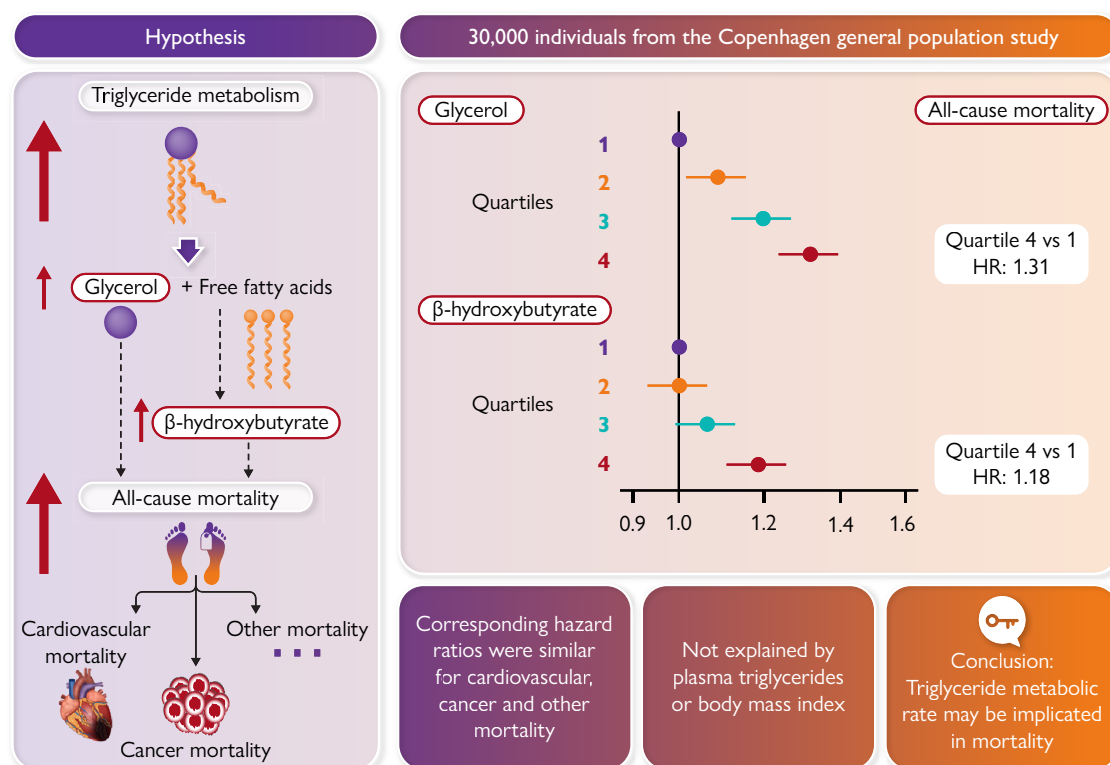 Hypothesis
30,000 individuals from the Copenhagen general population study
Triglyceride metabolism
Glycerol + Free fatty acids
β-hydroxybutyrate
All-cause mortality
Cardiovascular
mortality
Other mortality
Cancer mortality
Glycerol
All-cause mortality
Quartiles
1
2
3
4
Quartile 4 vs 1
HR: 1.31
β-hydroxybutyrate
Quartiles
1
2
3
4
Quartile 4 vs 1
HR: 1.18
0.9 1.0 1.2 1.4 1.6
Corresponding hazard
ratios were similar
for cardiovascular,
cancer and other
mortality
Not explained by
plasma triglycerides
or body mass index
Conclusion:
Triglyceride metabolic
rate may be implicated
in mortality